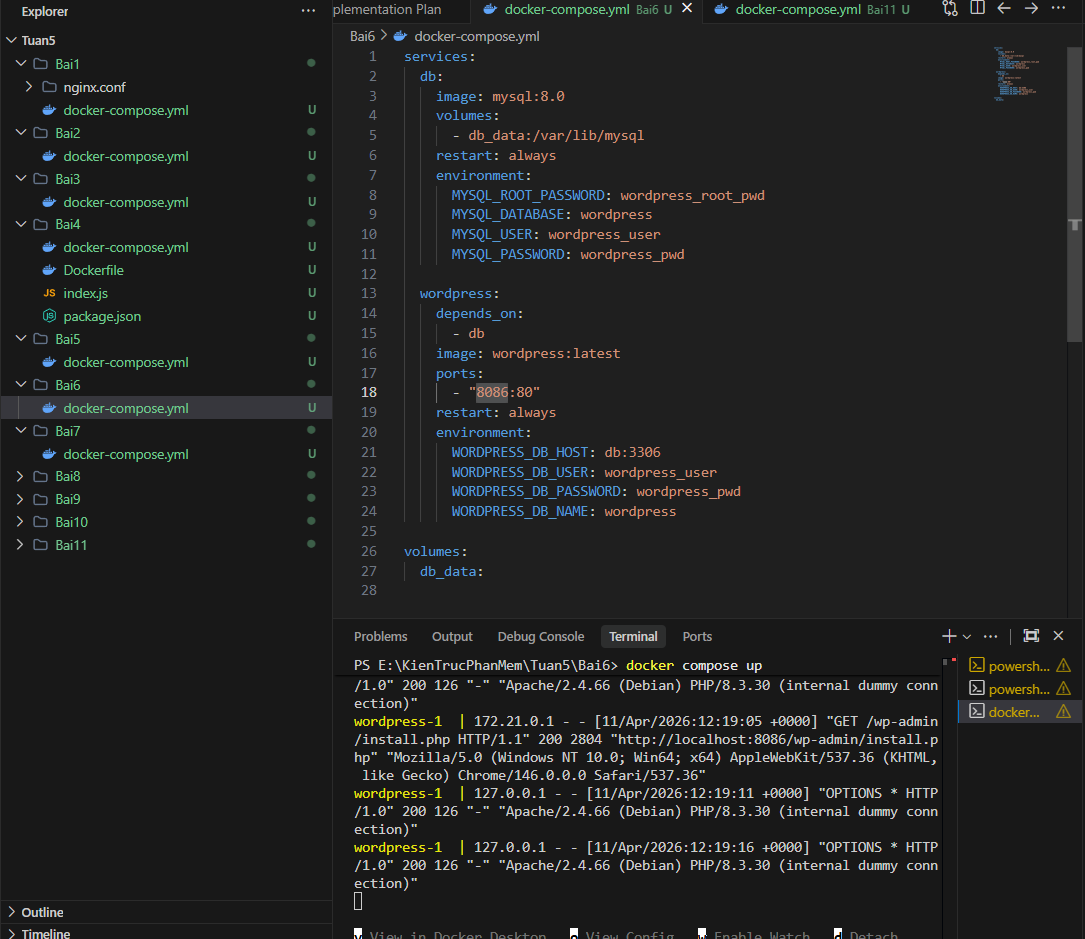 Explorer
Tuan5
Bai1
nginx.conf
docker-compose.yml U
Bai2
docker-compose.yml U
Bai3
docker-compose.yml U
Bai4
docker-compose.yml U
Dockerfile U
JS index.js U
package.json U
Bai5
docker-compose.yml U
Bai6
docker-compose.yml U
Bai7
docker-compose.yml U
Bai8
Bai9
Bai10
Bai11
Outline
Timeline
plementation Plan docker-compose.yml Bai6 U docker-compose.yml Bai11 U
Bai6 > docker-compose.yml
1 services:
2 db:
3 image: mysql:8.0
4 volumes:
5 - db_data:/var/lib/mysql
6 restart: always
7 environment:
8 MYSQL_ROOT_PASSWORD: wordpress_root_pwd
9 MYSQL_DATABASE: wordpress
10 MYSQL_USER: wordpress_user
11 MYSQL_PASSWORD: wordpress_pwd
12
13 wordpress:
14 depends_on:
15 - db
16 image: wordpress:latest
17 ports:
18 - "8086:80"
19 restart: always
20 environment:
21 WORDPRESS_DB_HOST: db:3306
22 WORDPRESS_DB_USER: wordpress_user
23 WORDPRESS_DB_PASSWORD: wordpress_pwd
24 WORDPRESS_DB_NAME: wordpress
25
26 volumes:
27 db_data:
28
Problems Output Debug Console Terminal Ports
PS E:\KienTrucPhanMem\Tuan5\Bai6> docker compose up
/1.0" 200 126 "-" "Apache/2.4.66 (Debian) PHP/8.3.30 (internal dummy conn
ection)"
wordpress-1 | 172.21.0.1 - - [11/Apr/2026:12:19:05 +0000] "GET /wp-admin
/install.php HTTP/1.1" 200 2804 "http://localhost:8086/wp-admin/install.p
hp" "Mozilla/5.0 (Windows NT 10.0; Win64; x64) AppleWebKit/537.36 (KHTML,
like Gecko) Chrome/146.0.0.0 Safari/537.36"
wordpress-1 | 127.0.0.1 - - [11/Apr/2026:12:19:11 +0000] "OPTIONS * HTTP
/1.0" 200 126 "-" "Apache/2.4.66 (Debian) PHP/8.3.30 (internal dummy conn
ection)"
wordpress-1 | 127.0.0.1 - - [11/Apr/2026:12:19:16 +0000] "OPTIONS * HTTP
/1.0" 200 126 "-" "Apache/2.4.66 (Debian) PHP/8.3.30 (internal dummy conn
ection)"
v View in Docker Desktop o View Config w Enable Watch d Detach
powersh...
powersh...
docker...